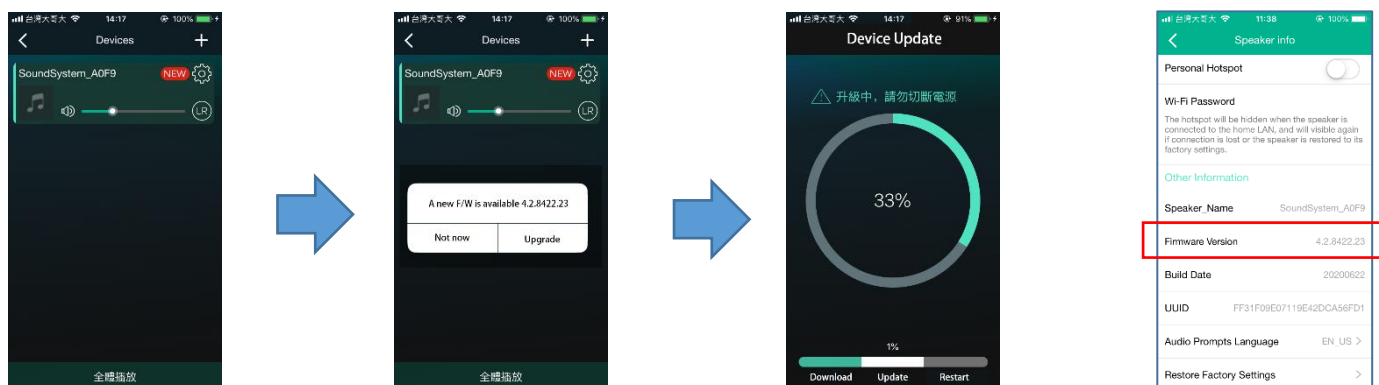 台灣大哥大 14:17 100%
Devices
SoundSystem_A0F9 NEW
LR
全體播放
台灣大哥大 14:17 100%
Devices
SoundSystem_A0F9 NEW
LR
A new F/W is available 4.2.8422.23
Not now Upgrade
全體播放
台灣大哥大 14:17 91%
Device Update
升級中，請勿切斷電源
33%
1%
Download Update Restart
台灣大哥大 11:38 100%
Speaker info
Personal Hotspot
Wi-Fi Password
The hotspot will be hidden when the speaker is
connected to the home LAN, and will visible again
if connection is lost or the speaker is restored to its
factory settings.
Other Information
Speaker_Name SoundSystem_A0F9
Firmware Version 4.2.8422.23
Build Date 20200622
UUID FF31F09E07119E42DCA56FD1
Audio Prompts Language EN_US >
Restore Factory Settings >